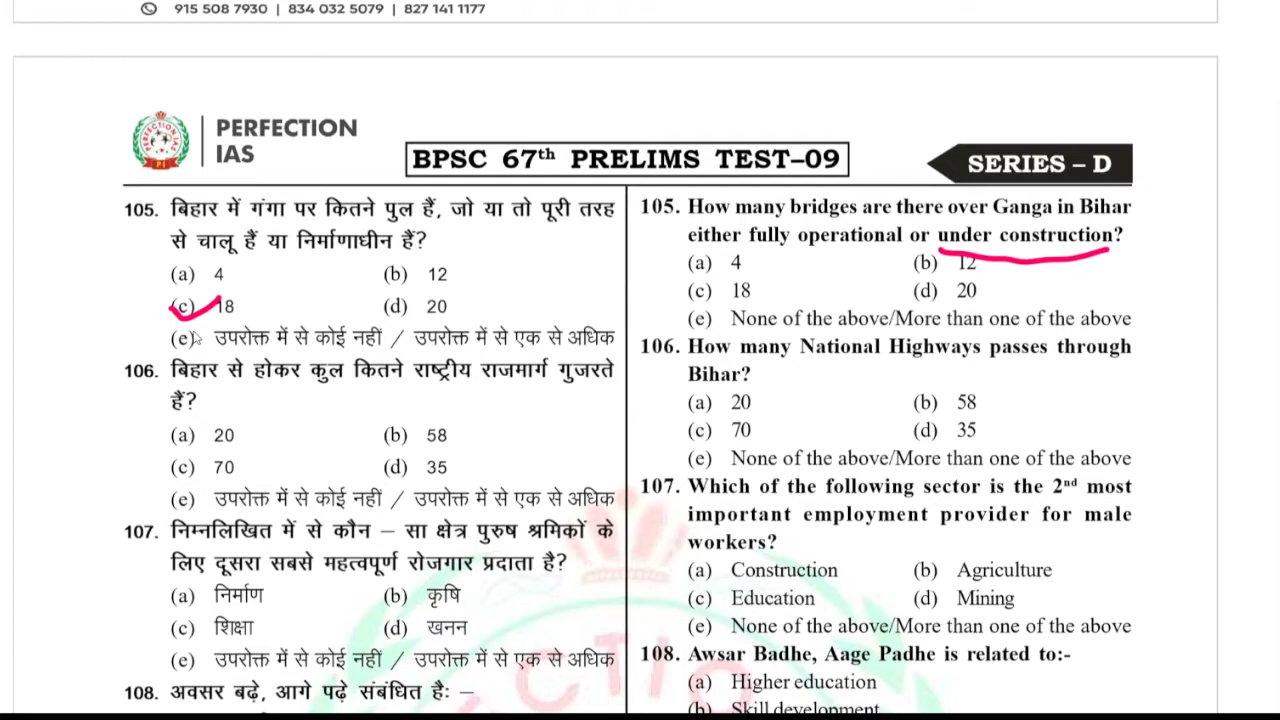 915 508 7930 | 834 032 5079 | 827 141 1177
PERFECTION IAS
PERFECTION
IAS
BPSC 67th PRELIMS TEST–09
SERIES – D
105. बिहार में गंगा पर कितने पुल हैं, जो या तो पूरी तरह
से चालू हैं या निर्माणाधीन हैं?
(a) 4 (b) 12
(c) 18 (d) 20
(e) उपरोक्त में से कोई नहीं / उपरोक्त में से एक से अधिक
106. बिहार से होकर कुल कितने राष्ट्रीय राजमार्ग गुजरते
हैं?
(a) 20 (b) 58
(c) 70 (d) 35
(e) उपरोक्त में से कोई नहीं / उपरोक्त में से एक से अधिक
107. निम्नलिखित में से कौन – सा क्षेत्र पुरुष श्रमिकों के
लिए दूसरा सबसे महत्वपूर्ण रोजगार प्रदाता है?
(a) निर्माण (b) कृषि
(c) शिक्षा (d) खनन
(e) उपरोक्त में से कोई नहीं / उपरोक्त में से एक से अधिक
108. अवसर बढ़े, आगे पढ़े संबंधित है: –
105. How many bridges are there over Ganga in Bihar
either fully operational or under construction?
(a) 4 (b) 12
(c) 18 (d) 20
(e) None of the above/More than one of the above
106. How many National Highways passes through
Bihar?
(a) 20 (b) 58
(c) 70 (d) 35
(e) None of the above/More than one of the above
107. Which of the following sector is the 2nd most
important employment provider for male
workers?
(a) Construction (b) Agriculture
(c) Education (d) Mining
(e) None of the above/More than one of the above
108. Awsar Badhe, Aage Padhe is related to:-
(a) Higher education
(b) Skill development